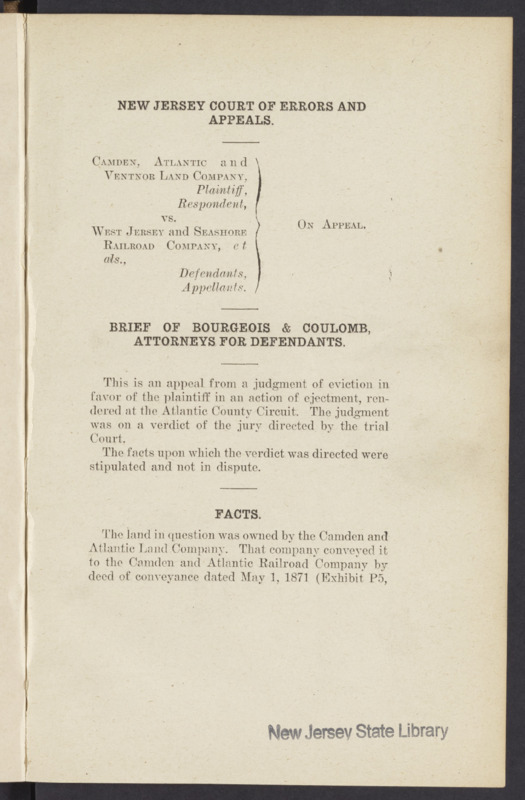 NEW JERSEY COURT OF ERRORS AND
APPEALS.
Camden, Atlantic and
Ventnor Land Company,
Plaintiff,
Respondent,
vs.
West Jersey and Seashore
Railroad Company, et
als.,
Defendants,
Appellants.
On Appeal.
BRIEF OF BOURGEOIS & COULOMB,
ATTORNEYS FOR DEFENDANTS.
This is an appeal from a judgment of eviction in
favor of the plaintiff in an action of ejectment, ren-
dered at the Atlantic County Circuit. The judgment
was on a verdict of the jury directed by the trial
Court.
The facts upon which the verdict was directed were
stipulated and not in dispute.
FACTS.
The land in question was owned by the Camden and
Atlantic Land Company. That company conveyed it
to the Camden and Atlantic Railroad Company by
deed of conveyance dated May 1, 1871 (Exhibit P5,
New Jersey State Library